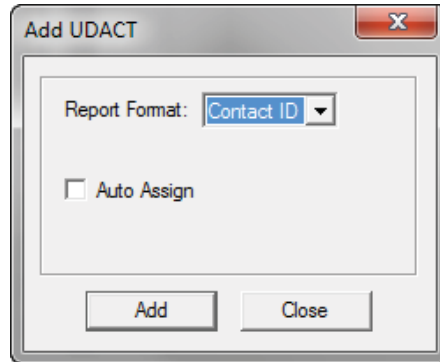 Add UDACT
Report Format: Contact ID
Auto Assign
Add Close